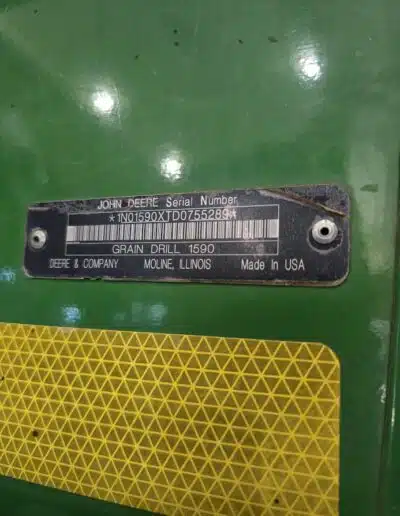 JOHN DEERE Serial Number
*1N01590XTD0755289*
GRAIN DRILL 1590
DEERE & COMPANY MOLINE, ILLINOIS Made In USA